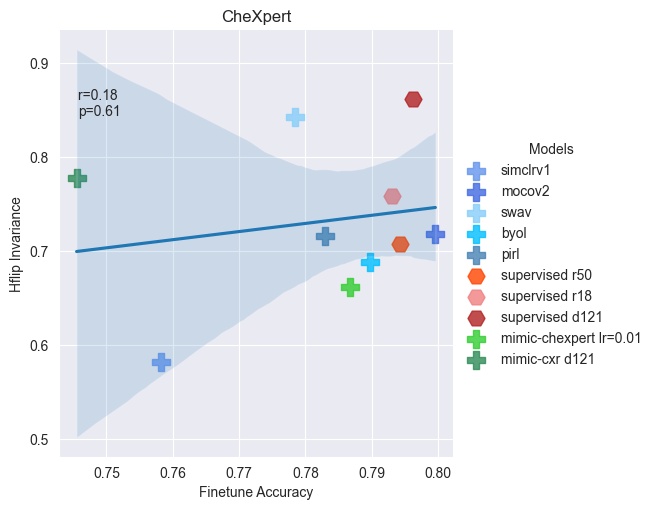 CheXpert
0.9
r=0.18
p=0.61
0.8
0.7
0.6
0.5
Hflip Invariance
0.75 0.76 0.77 0.78 0.79 0.80
Finetune Accuracy
Models
simclrv1
mocov2
swav
byol
pirl
supervised r50
supervised r18
supervised d121
mimic-chexpert lr=0.01
mimic-cxr d121